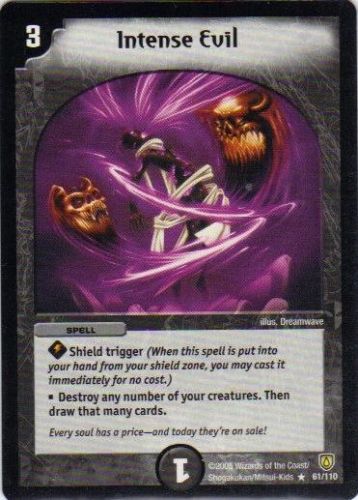 3
Intense Evil
illus. Dreamwave
SPELL
Shield trigger (When this spell is put into
your hand from your shield zone, you may cast it
immediately for no cost.)
▪ Destroy any number of your creatures. Then
draw that many cards.
Every soul has a price—and today they're on sale!
1
©2005 Wizards of the Coast/
Shogakukan/Mitsui-Kids ★ 61/110